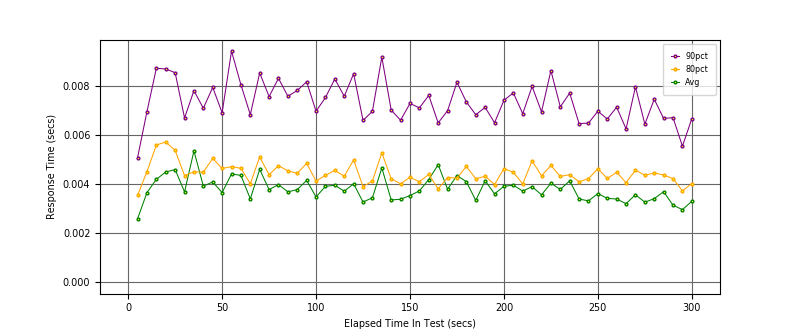 90pct
80pct
Avg
0.008
0.006
0.004
0.002
0.000
Response Time (secs)
0 50 100 150 200 250 300
Elapsed Time In Test (secs)